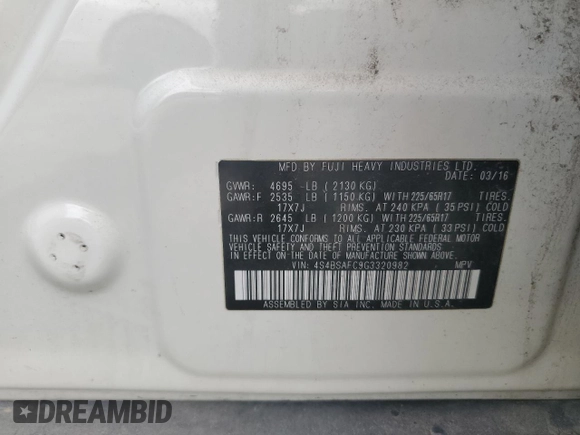 MFD. BY FUJI HEAVY INDUSTRIES LTD.
DATE: 03/16
GVWR: 4695 -LB ( 2130 KG)
GAWR:F 2535 LB ( 1150 KG) WITH 225/65R17 TIRES.
17X7J RIMS. AT 240 KPA ( 35 PSI) COLD
GAWR:R 2645 LB ( 1200 KG) WITH 225/65R17 TIRES.
17X7J RIMS. AT 230 KPA ( 33 PSI) COLD
THIS VEHICLE CONFORMS TO ALL APPLICABLE FEDERAL MOTOR
VEHICLE SAFETY, BUMPER, AND THEFT PREVENTION STANDARDS
IN EFFECT ON THE DATE OF MANUFACTURE SHOWN ABOVE.
VIN: 4S4BSAFC9G3320982 MPV
ASSEMBLED BY SIA INC. MADE IN U.S.A.
DREAMBID